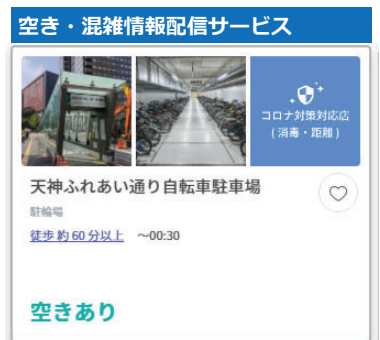 空き・混雑情報配信サービス
コロナ対策対応店
(消毒・距離)
天神ふれあい通り自転車駐車場
駐輪場
徒歩 約 60 分以上 〜00:30
空きあり